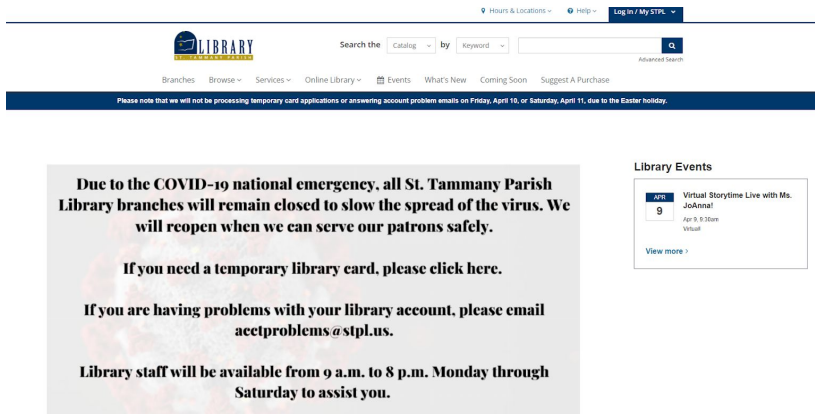 Hours & Locations
Help
Log In / My STPL
LIBRARY
ST. TAMMANY PARISH
Search the Catalog by Keyword
Advanced Search
Branches Browse Services Online Library Events What's New Coming Soon Suggest A Purchase
Please note that we will not be processing temporary card applications or answering account problem emails on Friday, April 10, or Saturday, April 11, due to the Easter holiday.
Due to the COVID-19 national emergency, all St. Tammany Parish
Library branches will remain closed to slow the spread of the virus. We
will reopen when we can serve our patrons safely.
If you need a temporary library card, please click here.
If you are having problems with your library account, please email
acctproblems@stpl.us.
Library staff will be available from 9 a.m. to 8 p.m. Monday through
Saturday to assist you.
Library Events
APR
9
Virtual Storytime Live with Ms.
JoAnna!
Apr 9, 9:30am
Virtual!
View more >